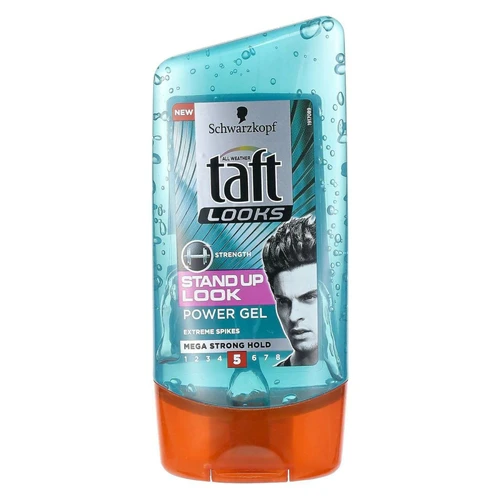 NEW
Schwarzkopf
ALL WEATHER
taft
LOOKS
STRENGTH
STAND UP
LOOK
POWER GEL
EXTREME SPIKES
MEGA STRONG HOLD
1 2 3 4 5 6 7 8